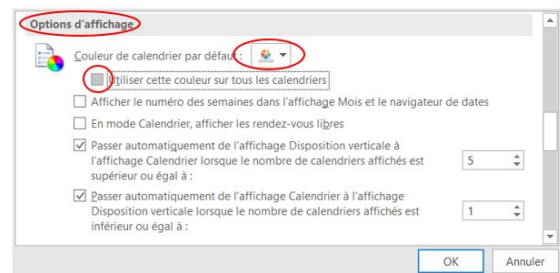 Options d'affichage
Couleur de calendrier par défaut :
Utiliser cette couleur sur tous les calendriers
Afficher le numéro des semaines dans l'affichage Mois et le navigateur de dates
En mode Calendrier, afficher les rendez-vous libres
Passer automatiquement de l'affichage Disposition verticale à
l'affichage Calendrier lorsque le nombre de calendriers affichés est
supérieur ou égal à :
5
Passer automatiquement de l'affichage Calendrier à l'affichage
Disposition verticale lorsque le nombre de calendriers affichés est
inférieur ou égal à :
1
OK
Annuler